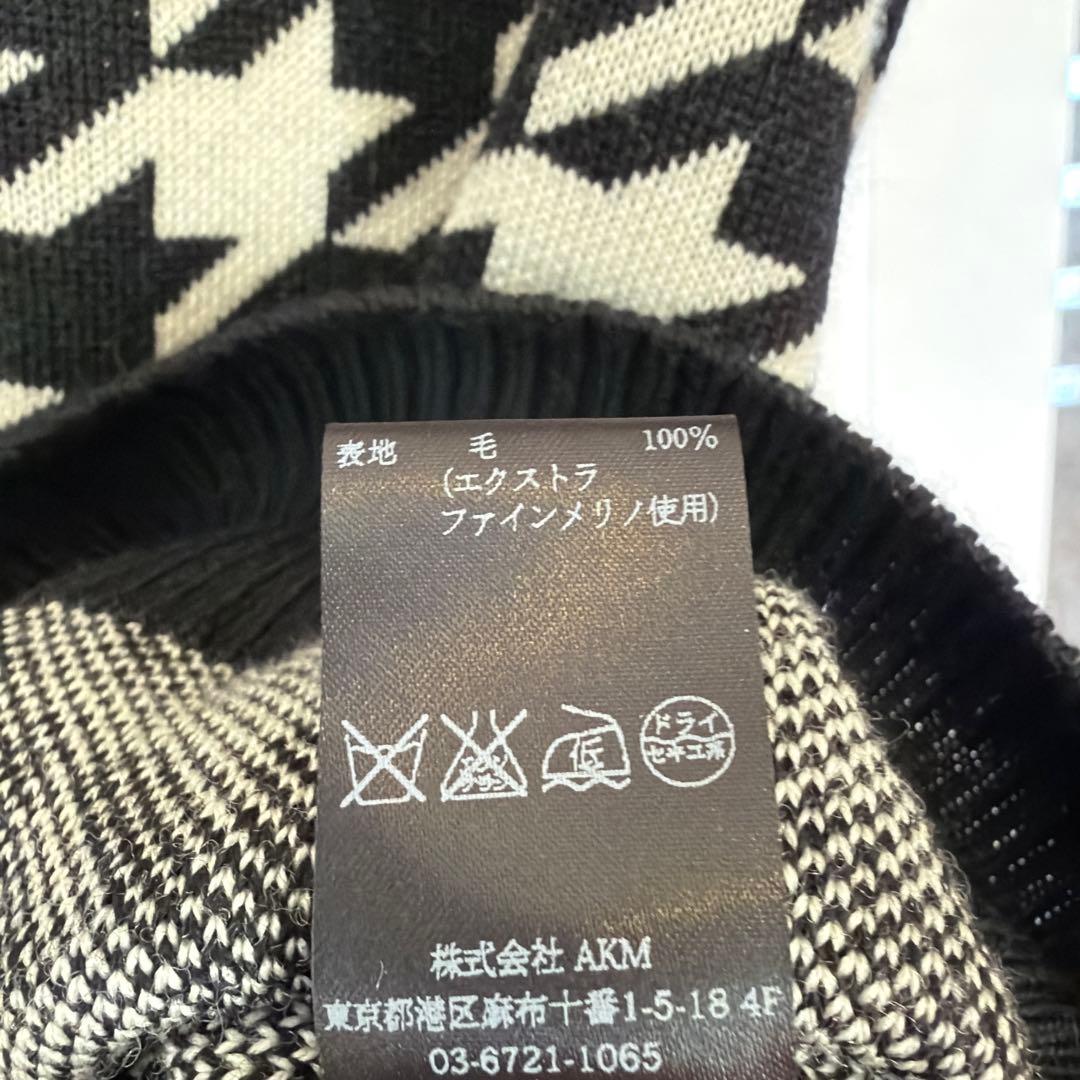 表地 毛 100%
(エクストラ
ファインメリノ使用)
低
ドライ
セキユ系
株式会社 AKM
東京都港区麻布十番1-5-18 4F
03-6721-1065